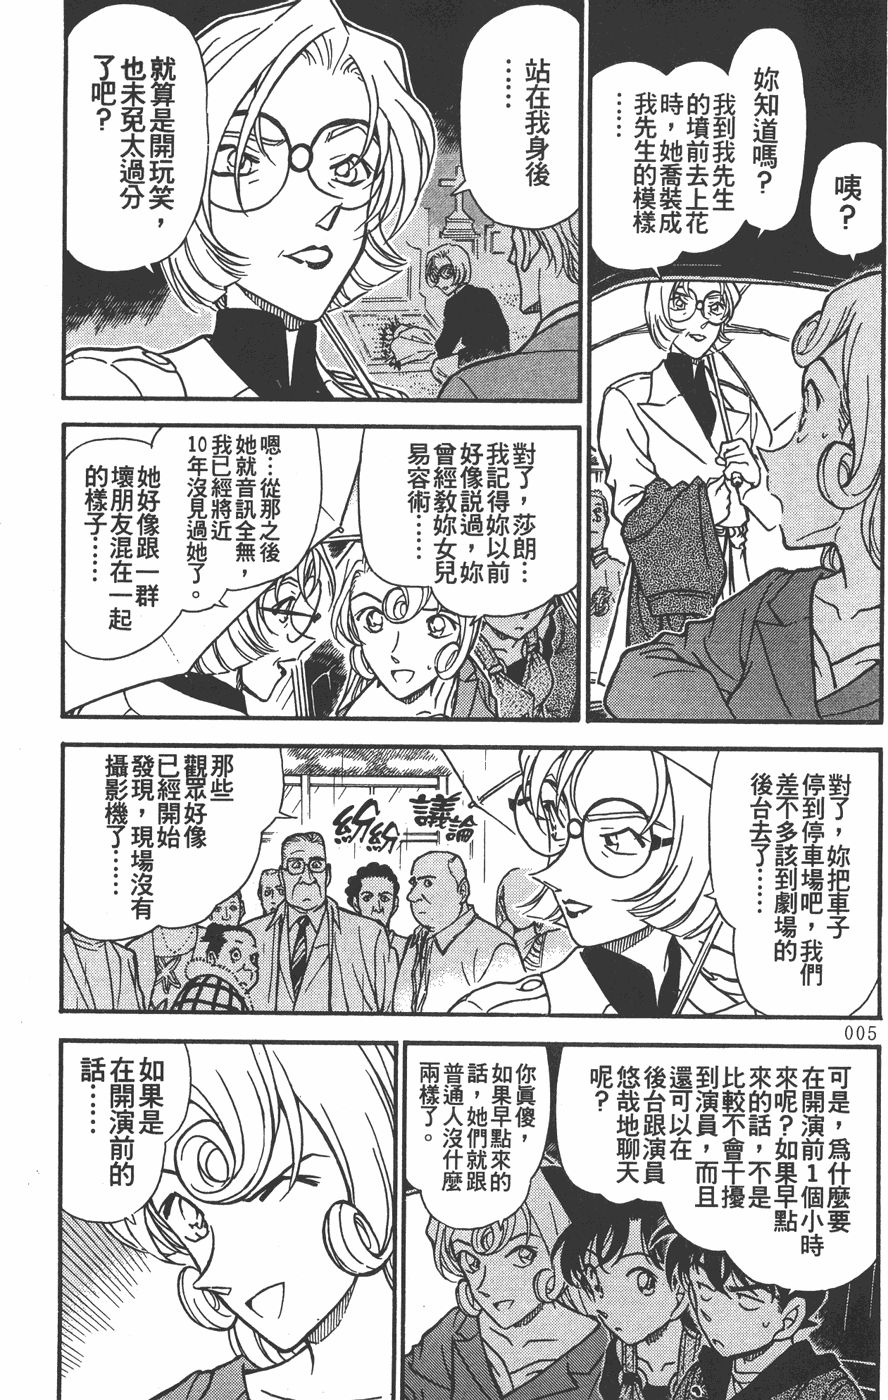 咦？
妳知道嗎？
我到我先生
的墳前去上花
時，她喬裝成
我先生的模樣
……
站在我身後
……
就算是開玩笑，
也未免太過分
了吧？
對了，莎朗…
我記得妳以前
好像說過，妳
曾經教妳女兒
易容術……
嗯…從那之後
她就音訊全無，
我已經將近
10年沒見過她了。
她好像跟一群
壞朋友混在一起
的樣子……
對了，妳把車子
停到停車場吧，我們
差不多該到劇場的
後台去了……
議論
紛紛
那些
觀眾好像
已經開始
發現，現場沒有
攝影機了……
005
可是，為什麼要
在開演前1個小時
來呢？如果早點
來的話，不是
比較不會干擾
到演員，而且
還可以在
後台跟演員
悠哉地聊天
呢？
你真傻，
如果早點來的
話，她們就跟
普通人沒什麼
兩樣了。
如果是
在開演前的
話……